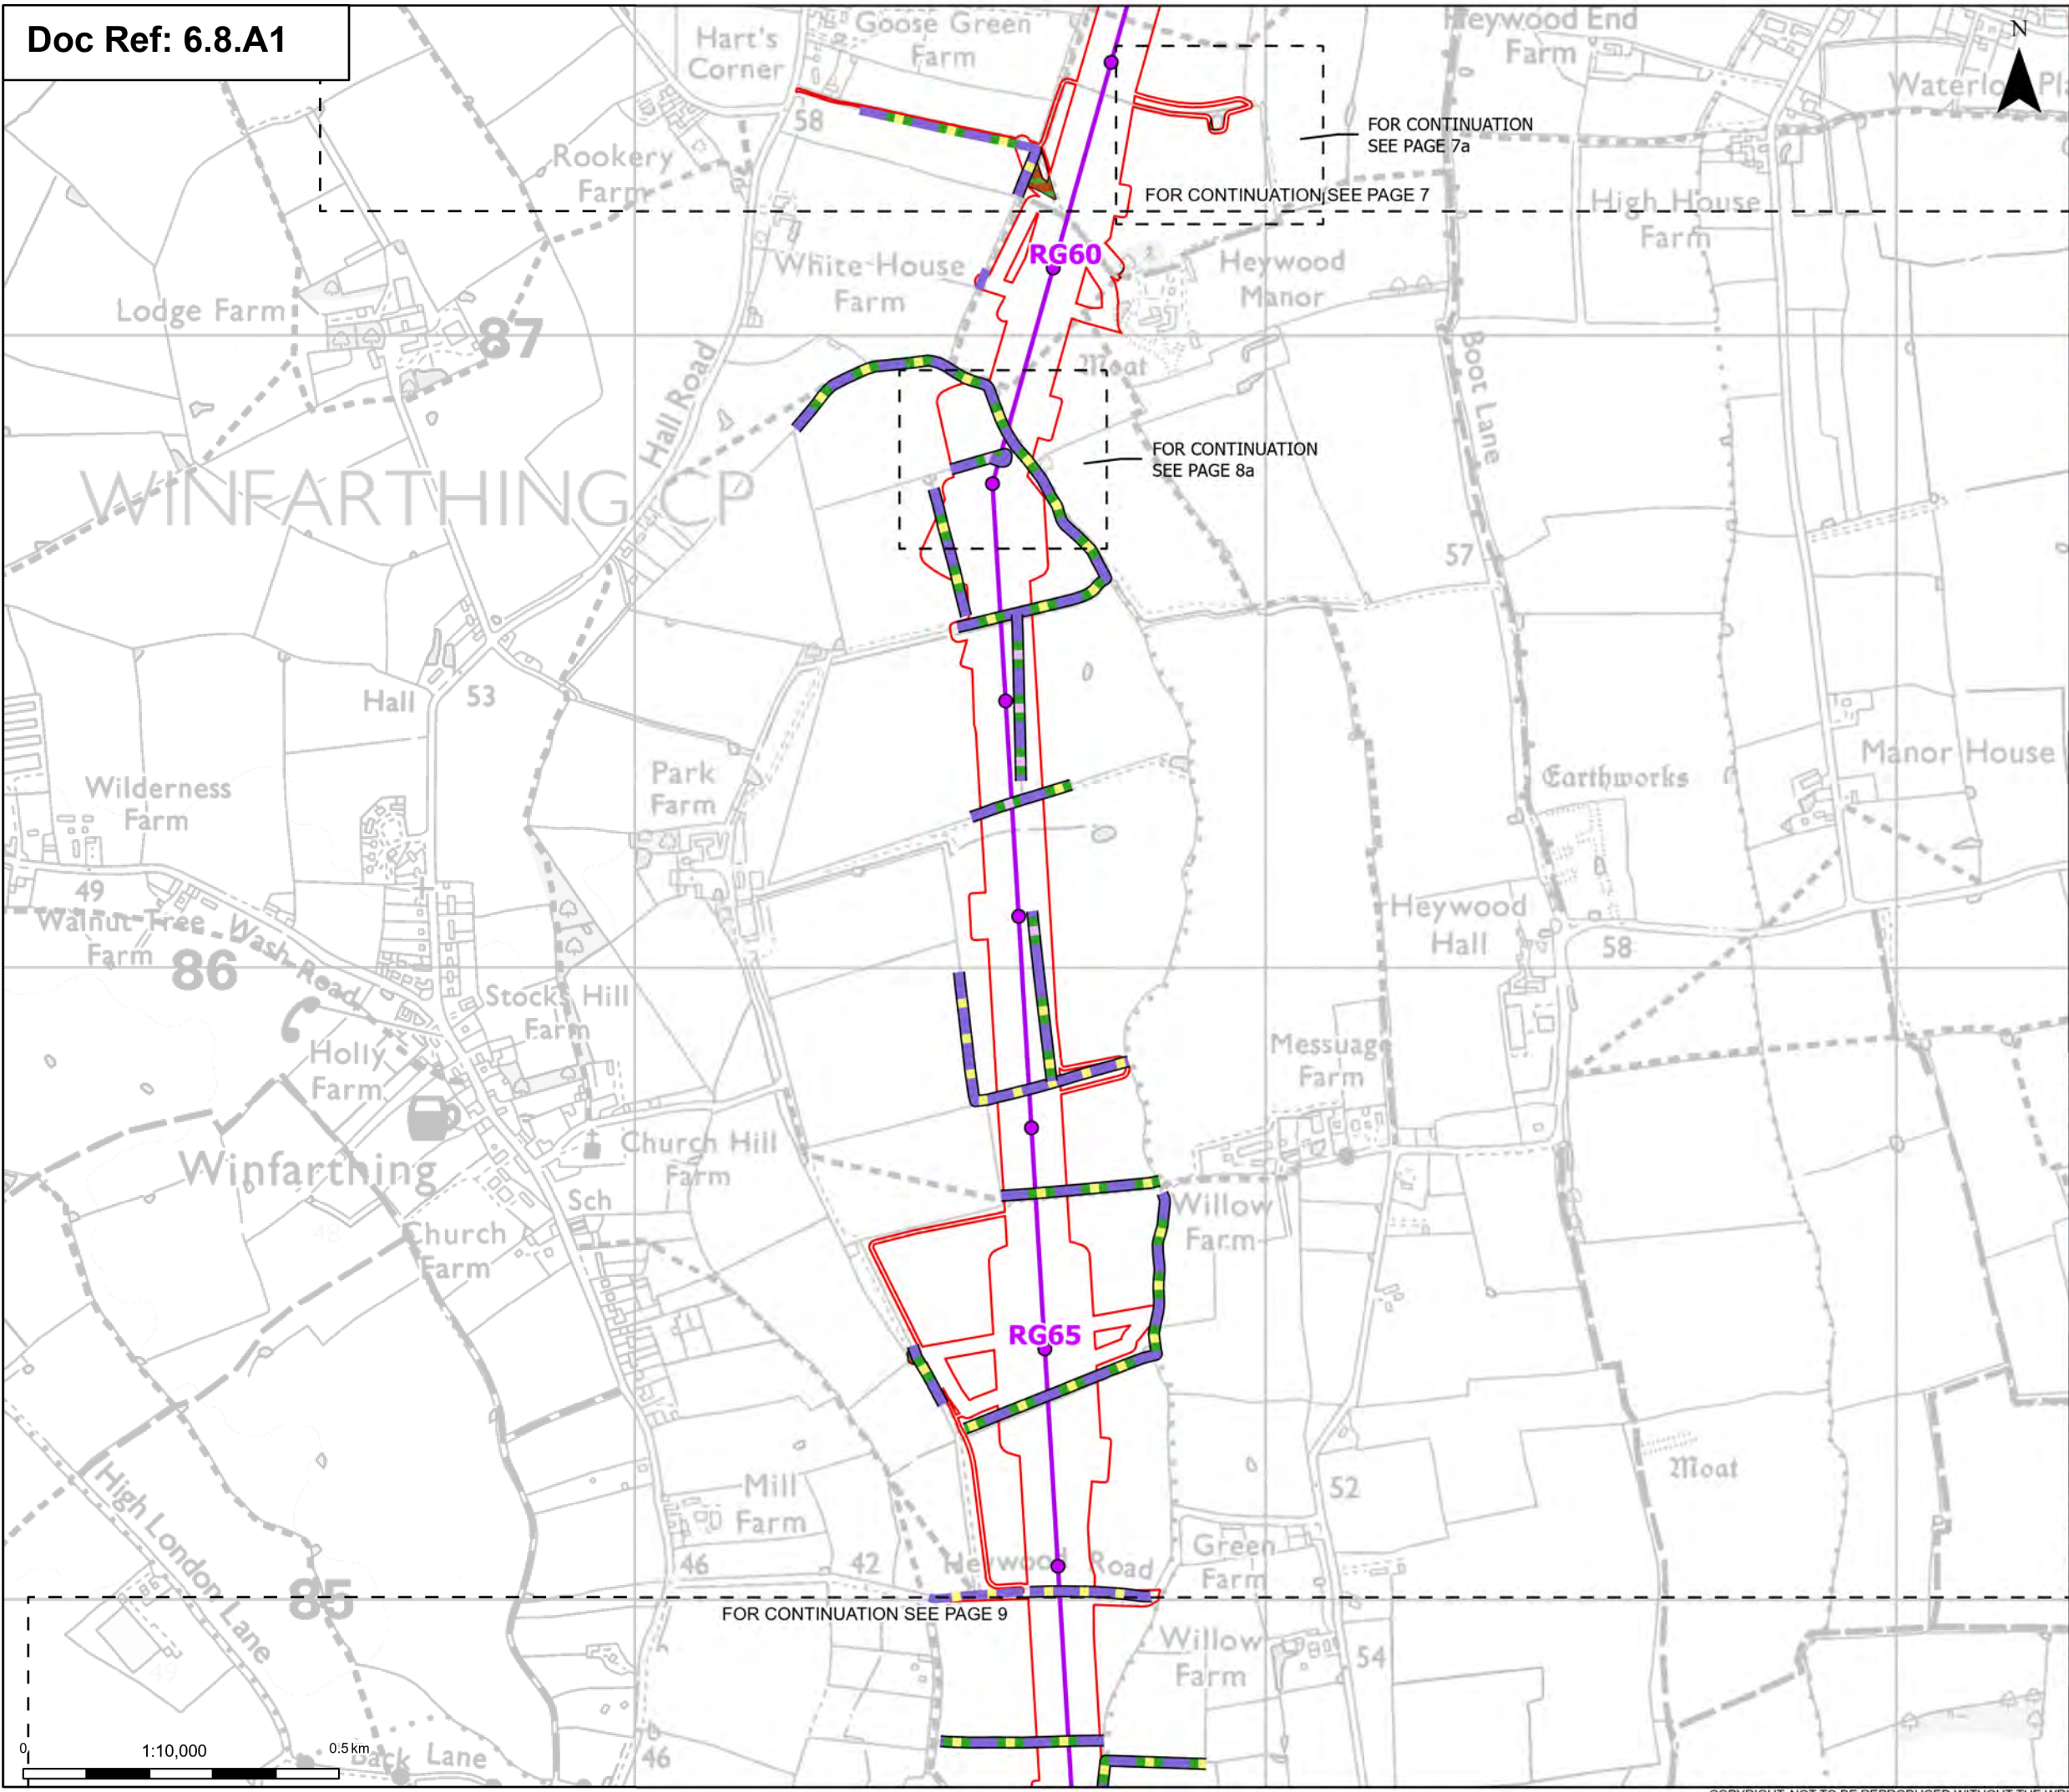 Doc Ref: 6.8.A1
Goose Green
Farm
Heywood End
Farm
N
Hart's
Corner
58
FOR CONTINUATION
SEE PAGE 7a
Rookery
Farm
FOR CONTINUATION SEE PAGE 7
High House
Farm
RG60
White House
Farm
Heywood
Manor
Lodge Farm
87
Moat
Boot Lane
Hall Road
FOR CONTINUATION
SEE PAGE 8a
WINFARTHING CP
57
Hall
53
Park
Farm
Wilderness
Farm
Earthworks
Manor House
49
Walnut Tree
Farm
Wash Road
86
Heywood
Hall
58
Stocks Hill
Farm
Holly
Farm
Messuage
Farm
Church Hill
Farm
Winfarthing
Sch
48
Church
Farm
Willow
Farm
RG65
High London Lane
Mill
Farm
52
Moat
46
42
Heywood Road
Green
Farm
85
FOR CONTINUATION SEE PAGE 9
49
Willow
Farm
54
0
1:10,000
0.5 km
Back Lane
46